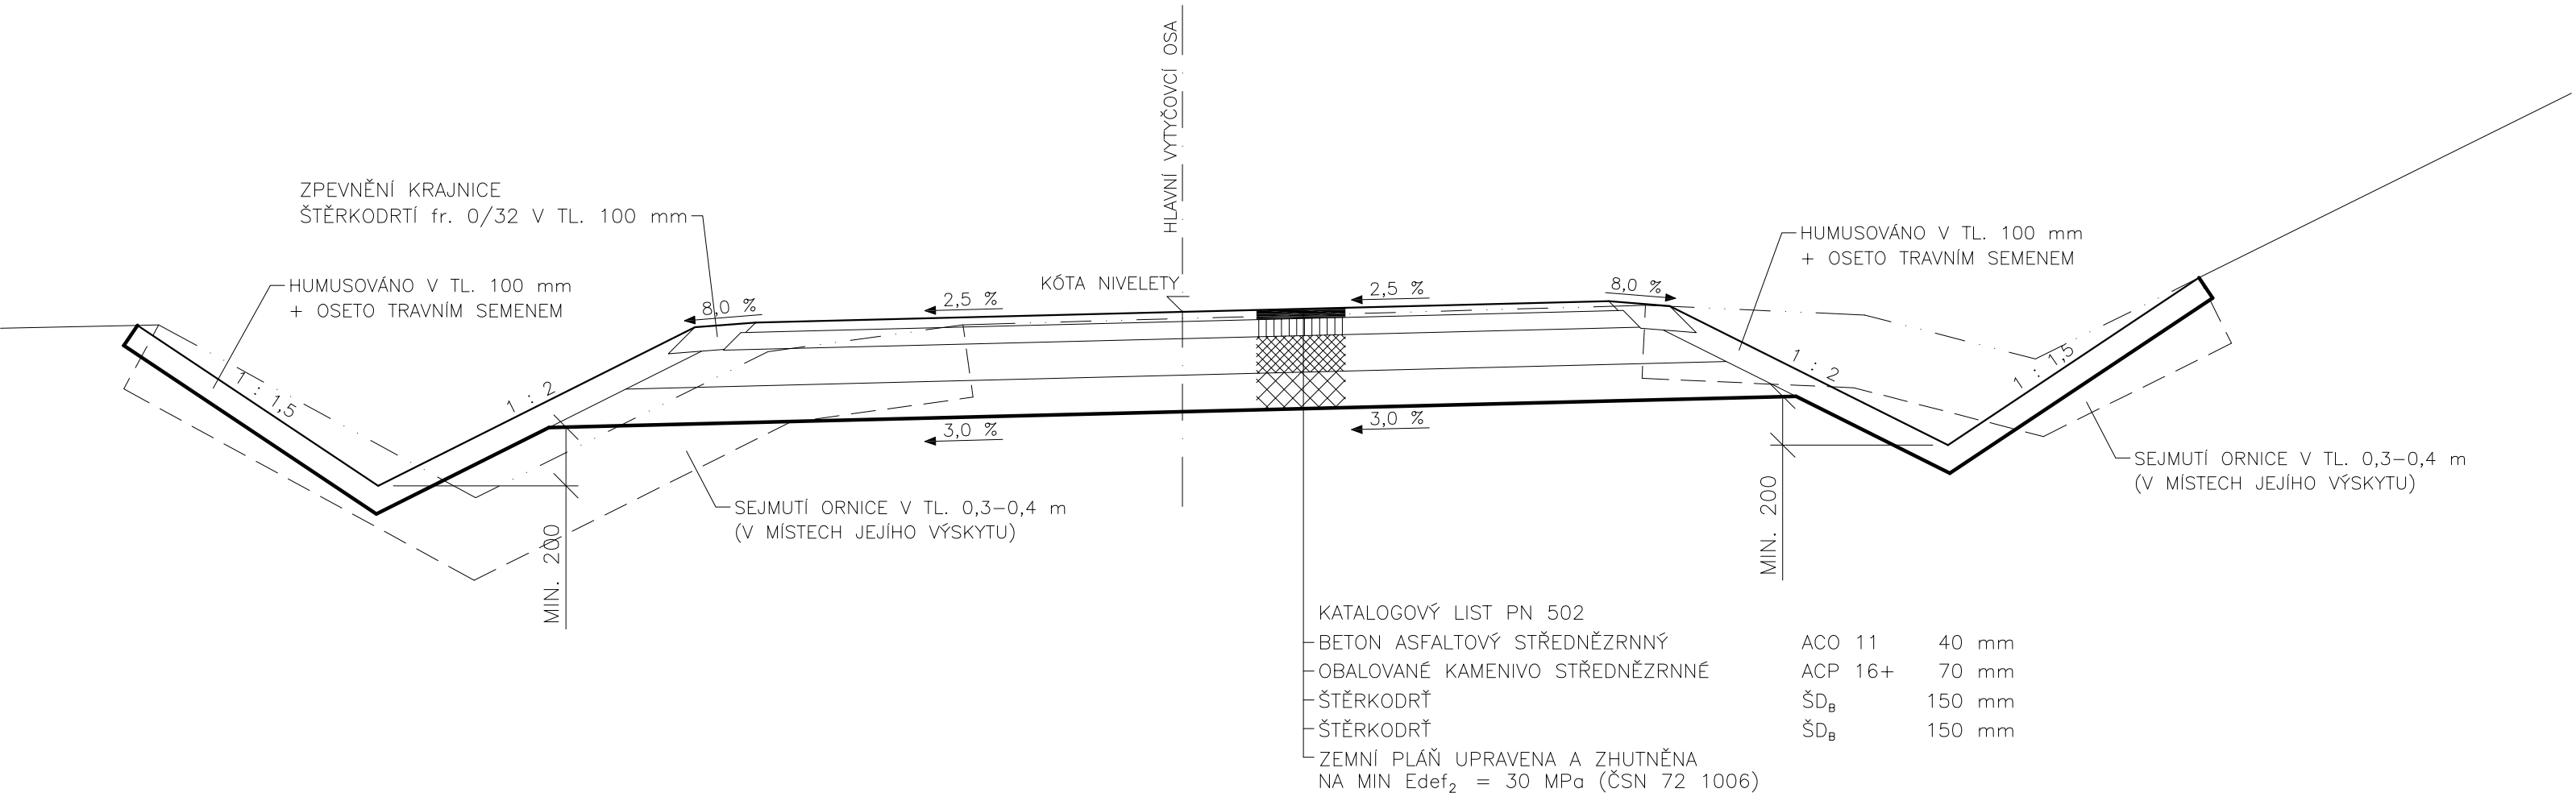 HLAVNÍ VYTYČOVCÍ OSA
ZPEVNĚNÍ KRAJNICE
ŠTĚRKODRTÍ fr. 0/32 V TL. 100 mm
HUMUSOVÁNO V TL. 100 mm
+ OSETO TRAVNÍM SEMENEM
KÓTA NIVELETY
8,0 %
2,5 %
2,5 %
8,0 %
HUMUSOVÁNO V TL. 100 mm
+ OSETO TRAVNÍM SEMENEM
1 : 1,5
1 : 2
1 : 2
1 : 1,5
3,0 %
3,0 %
SEJMUTÍ ORNICE V TL. 0,3-0,4 m
(V MÍSTECH JEJÍHO VÝSKYTU)
SEJMUTÍ ORNICE V TL. 0,3-0,4 m
(V MÍSTECH JEJÍHO VÝSKYTU)
MIN. 200
MIN. 200
KATALOGOVÝ LIST PN 502
BETON ASFALTOVÝ STŘEDNĚZRNNÝ ACO 11 40 mm
OBALOVANÉ KAMENIVO STŘEDNĚZRNNÉ ACP 16+ 70 mm
ŠTĚRKODRŤ ŠD_B 150 mm
ŠTĚRKODRŤ ŠD_B 150 mm
ZEMNÍ PLÁŇ UPRAVENA A ZHUTNĚNA
NA MIN Edef₂ = 30 MPa (ČSN 72 1006)